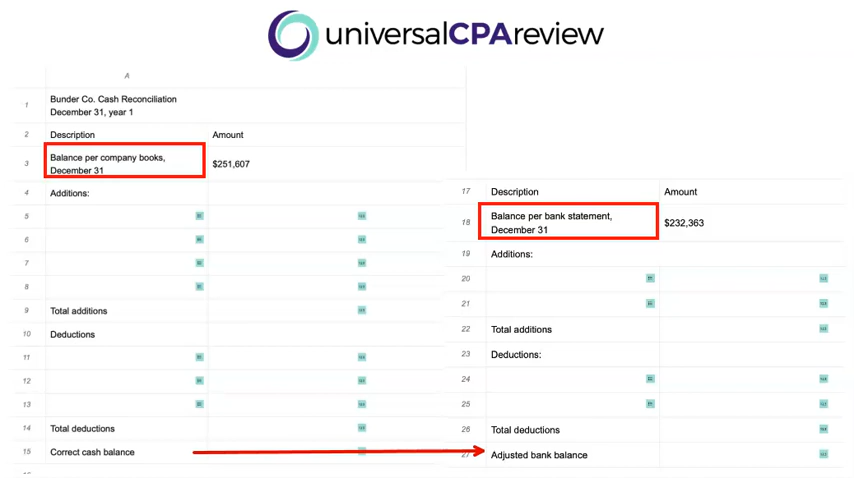 universalCPAreview
A
1
Bunder Co. Cash Reconciliation
December 31, year 1
2 Description Amount
3
Balance per company books,
December 31
$251,607
4 Additions:
5
6
7
8
9 Total additions
10 Deductions
11
12
13
14 Total deductions
15 Correct cash balance
17 Description Amount
18
Balance per bank statement,
December 31
$232,363
19 Additions:
20
21
22 Total additions
23 Deductions:
24
25
26 Total deductions
27 Adjusted bank balance